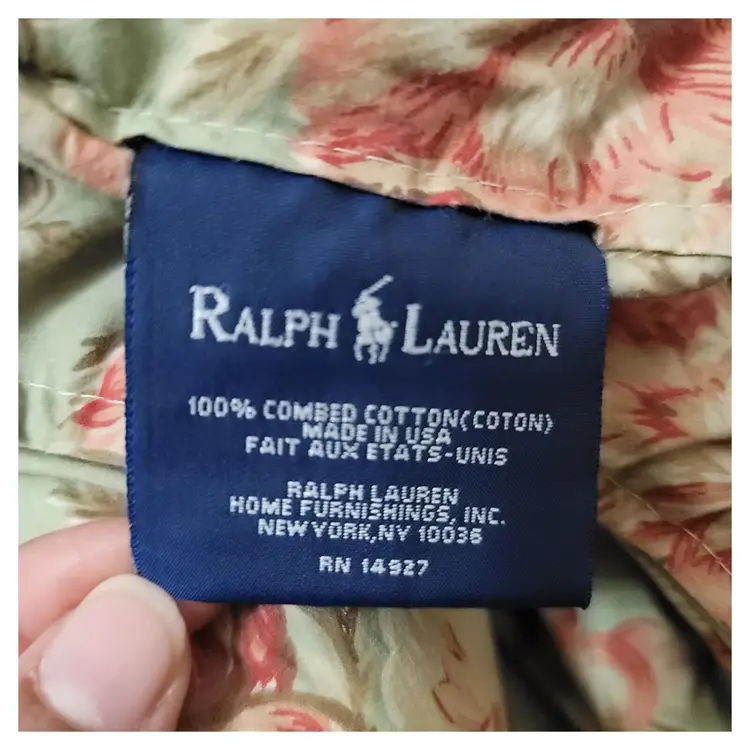 RALPH LAUREN
100% COMBED COTTON(COTON)
MADE IN USA
FAIT AUX ETATS-UNIS
RALPH LAUREN
HOME FURNISHINGS, INC.
NEW YORK,NY 10036
RN 14927